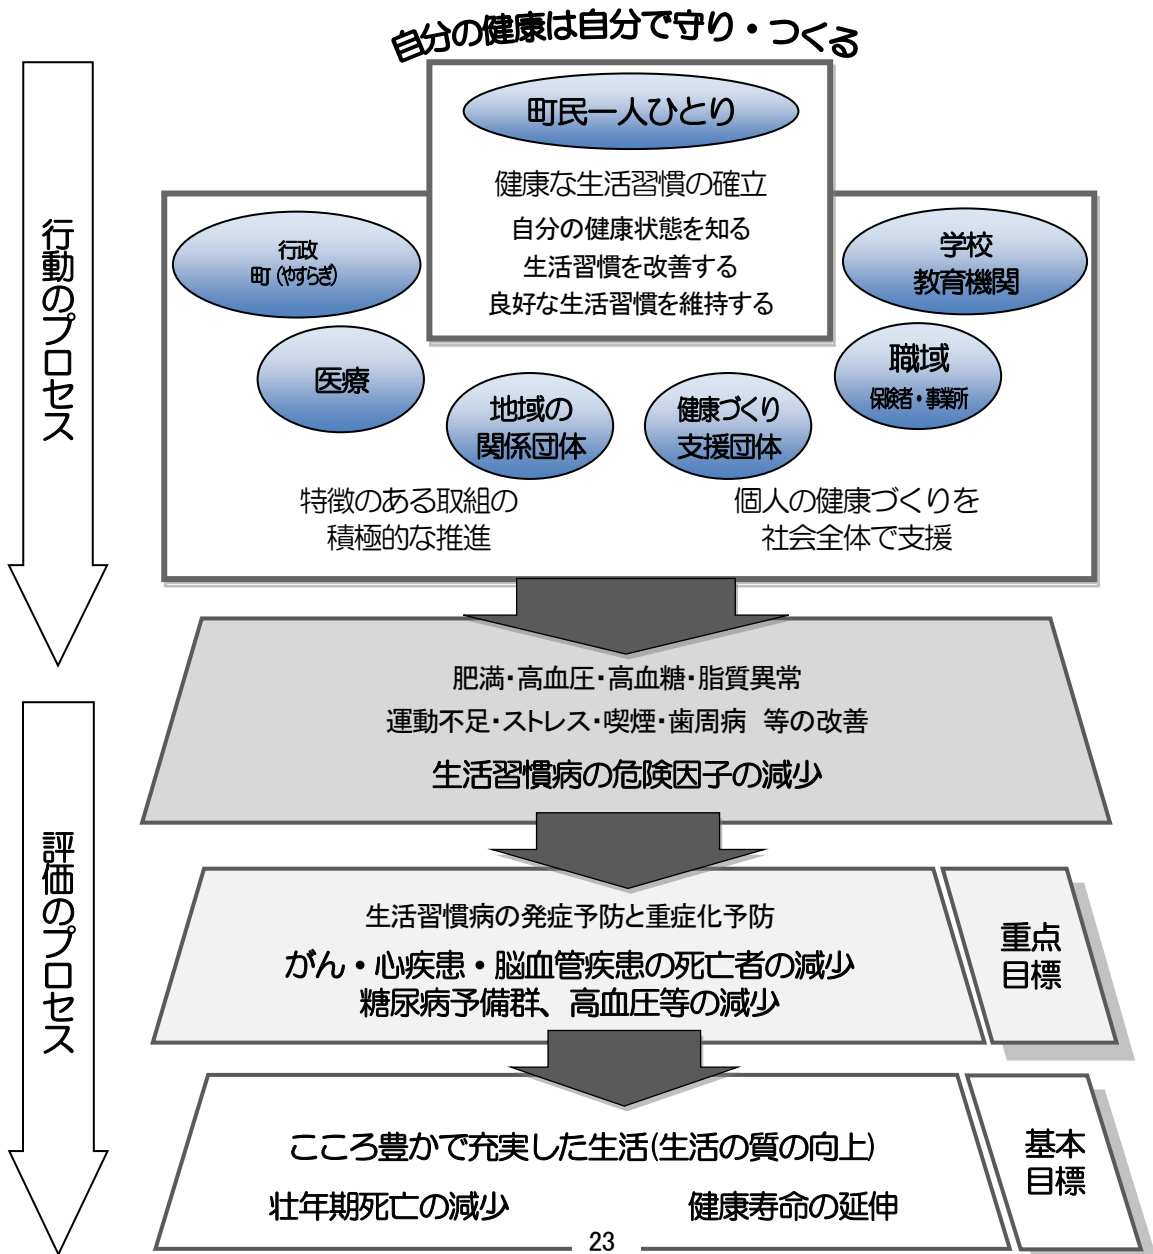 自分の健康は自分で守り・つくる
町民一人ひとり
健康な生活習慣の確立
自分の健康状態を知る
生活習慣を改善する
良好な生活習慣を維持する
行動のプロセス
行政
町（やすらぎ）
学校
教育機関
医療
職域
保険者・事業所
地域の
関係団体
健康づくり
支援団体
特徴のある取組の
積極的な推進
個人の健康づくりを
社会全体で支援
肥満・高血圧・高血糖・脂質異常
運動不足・ストレス・喫煙・歯周病　等の改善
生活習慣病の危険因子の減少
評価のプロセス
生活習慣病の発症予防と重症化予防
がん・心疾患・脳血管疾患の死亡者の減少
糖尿病予備群、高血圧等の減少
重点
目標
こころ豊かで充実した生活(生活の質の向上)
壮年期死亡の減少
健康寿命の延伸
基本
目標
23